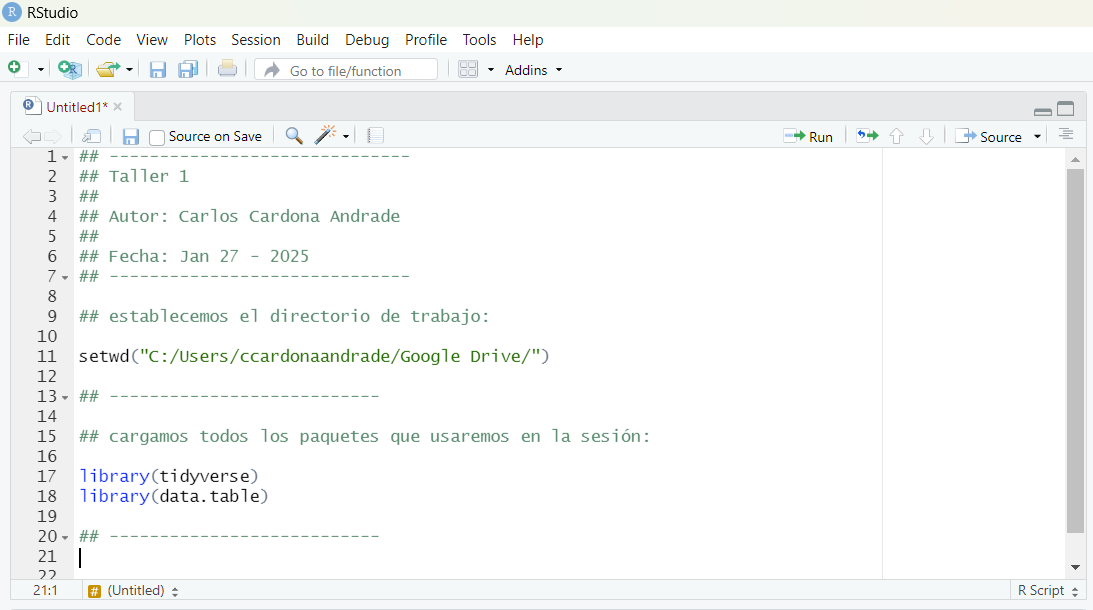 RStudio
File Edit Code View Plots Session Build Debug Profile Tools Help
Go to file/function Addins
Untitled1*
Source on Save Run Source
1 ## ------------------------------
2 ## Taller 1
3 ##
4 ## Autor: Carlos Cardona Andrade
5 ##
6 ## Fecha: Jan 27 - 2025
7 ## ------------------------------
8
9 ## establecemos el directorio de trabajo:
10
11 setwd("C:/Users/ccardonaandrade/Google Drive/")
12
13 ## ---------------------------
14
15 ## cargamos todos los paquetes que usaremos en la sesión:
16
17 library(tidyverse)
18 library(data.table)
19
20 ## ---------------------------
21
22
21:1 # (Untitled) R Script